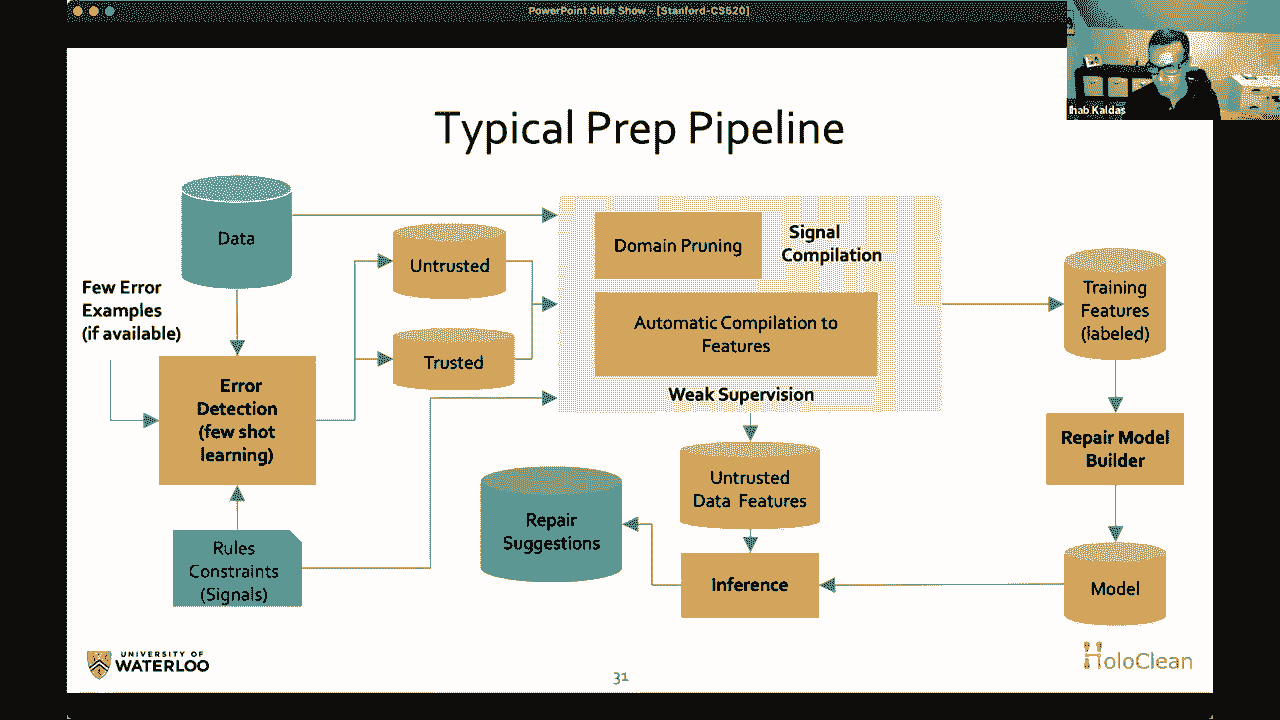 PowerPoint Slide Show - [Stanford-CS520]
Ihab Kaldas
Typical Prep Pipeline
Data
Few Error
Examples
(if available)
Untrusted
Trusted
Error
Detection
(few shot
learning)
Rules
Constraints
(Signals)
Domain Pruning
Signal
Compilation
Automatic Compilation to
Features
Weak Supervision
Untrusted
Data Features
Repair
Suggestions
Inference
Training
Features
(labeled)
Repair Model
Builder
Model
UNIVERSITY OF
WATERLOO
31
HoloClean